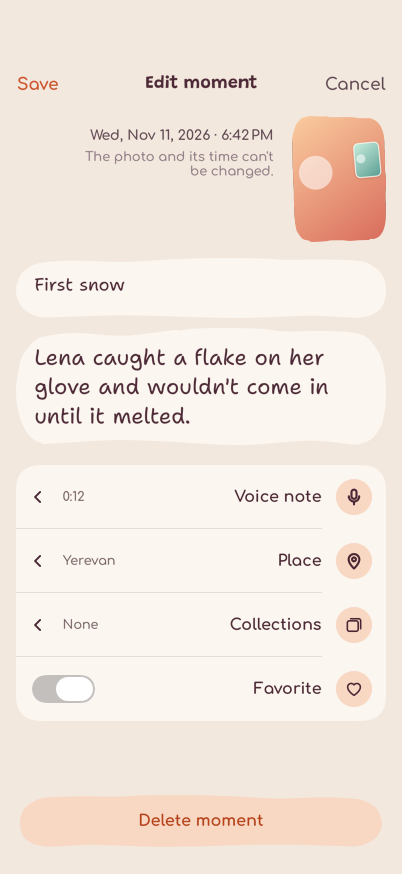 Save
Edit moment
Cancel
Wed, Nov 11, 2026 · 6:42 PM
The photo and its time can't
be changed.
First snow
Lena caught a flake on her
glove and wouldn't come in
until it melted.
Voice note
0:12
Place
Yerevan
Collections
None
Favorite
Delete moment